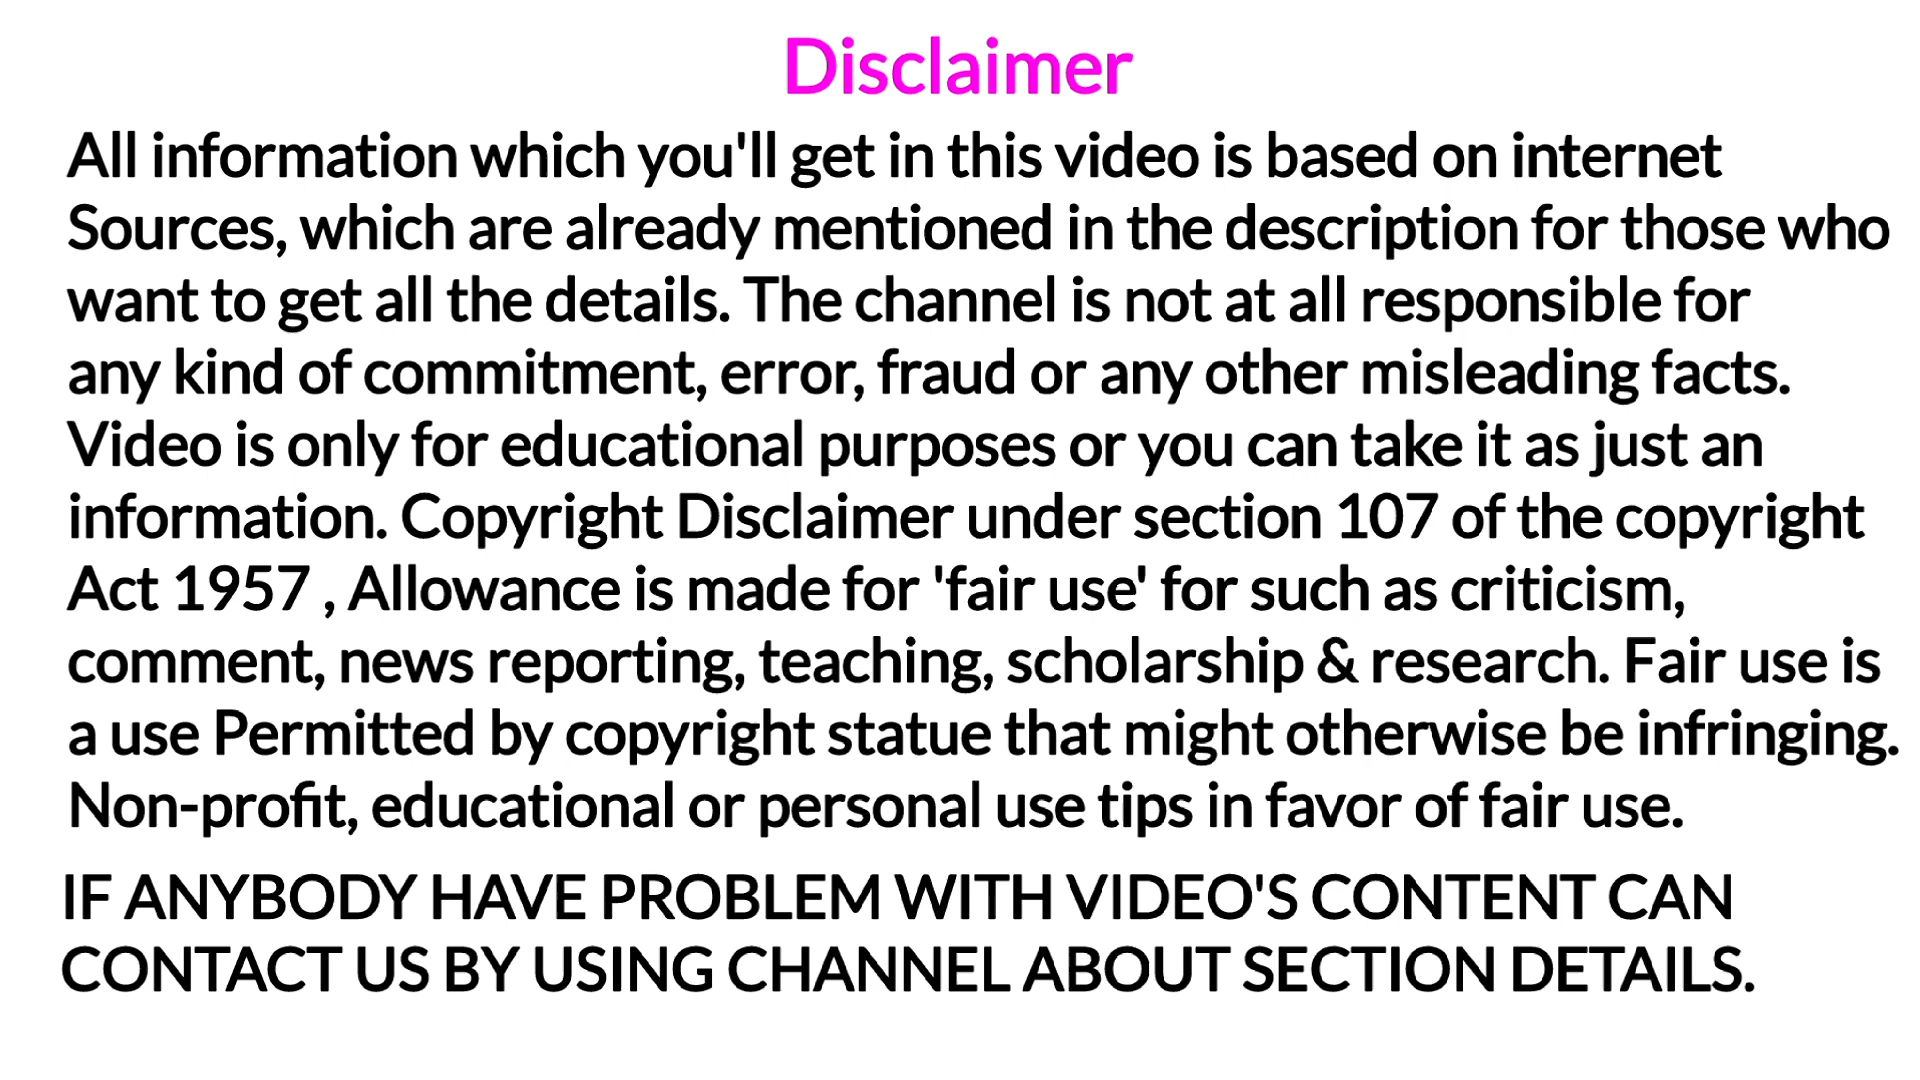 Disclaimer
All information which you'll get in this video is based on internet
Sources, which are already mentioned in the description for those who
want to get all the details. The channel is not at all responsible for
any kind of commitment, error, fraud or any other misleading facts.
Video is only for educational purposes or you can take it as just an
information. Copyright Disclaimer under section 107 of the copyright
Act 1957 , Allowance is made for 'fair use' for such as criticism,
comment, news reporting, teaching, scholarship & research. Fair use is
a use Permitted by copyright statue that might otherwise be infringing.
Non-profit, educational or personal use tips in favor of fair use.
IF ANYBODY HAVE PROBLEM WITH VIDEO'S CONTENT CAN
CONTACT US BY USING CHANNEL ABOUT SECTION DETAILS.